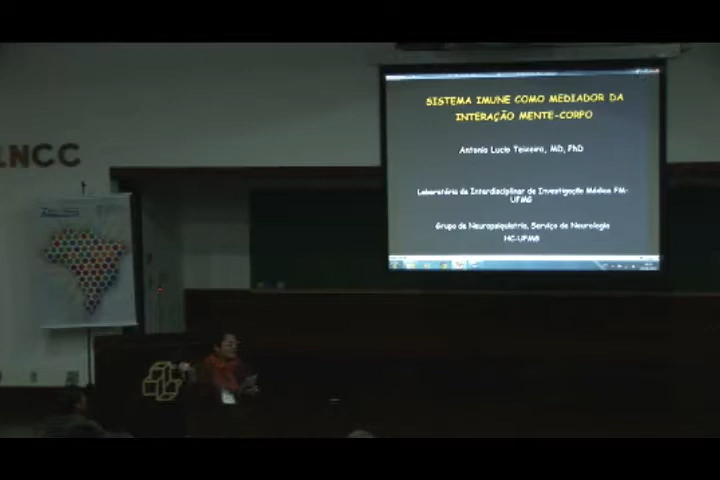 SISTEMA IMUNE COMO MEDIADOR DA
INTERAÇÃO MENTE-CORPO
Antonio Lucio Teixeira, MD, PhD
Laboratório de Interdisciplinar de Investigação Médica FM-
UFMG
Grupo de Neuropsiquiatria, Serviço de Neurologia
HC-UFMG
LNCC